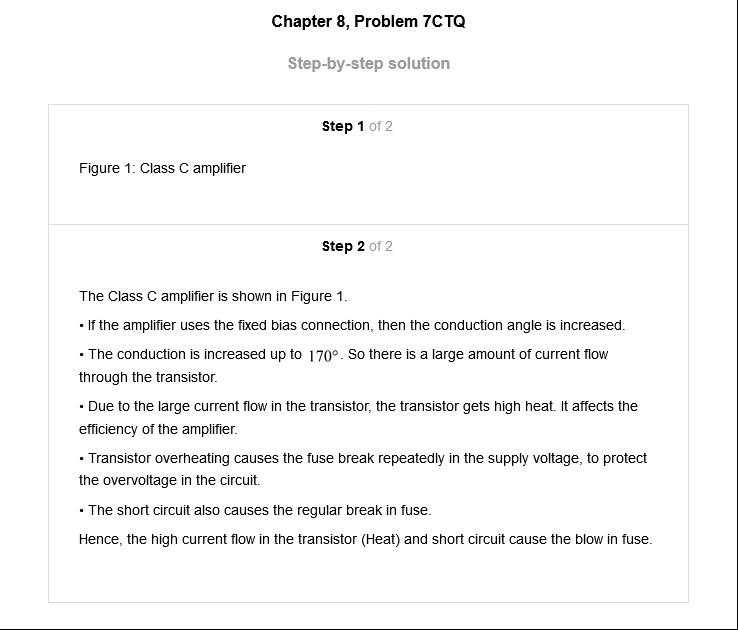 Chapter 8, Problem 7CTQ
Step-by-step solution
Step 1 of 2
Figure 1: Class C amplifier
Step 2 of 2
The Class C amplifier is shown in Figure 1.
• If the amplifier uses the fixed bias connection, then the conduction angle is increased.
• The conduction is increased up to 170°. So there is a large amount of current flow
through the transistor.
• Due to the large current flow in the transistor, the transistor gets high heat. It affects the
efficiency of the amplifier.
• Transistor overheating causes the fuse break repeatedly in the supply voltage, to protect
the overvoltage in the circuit.
• The short circuit also causes the regular break in fuse.
Hence, the high current flow in the transistor (Heat) and short circuit cause the blow in fuse.